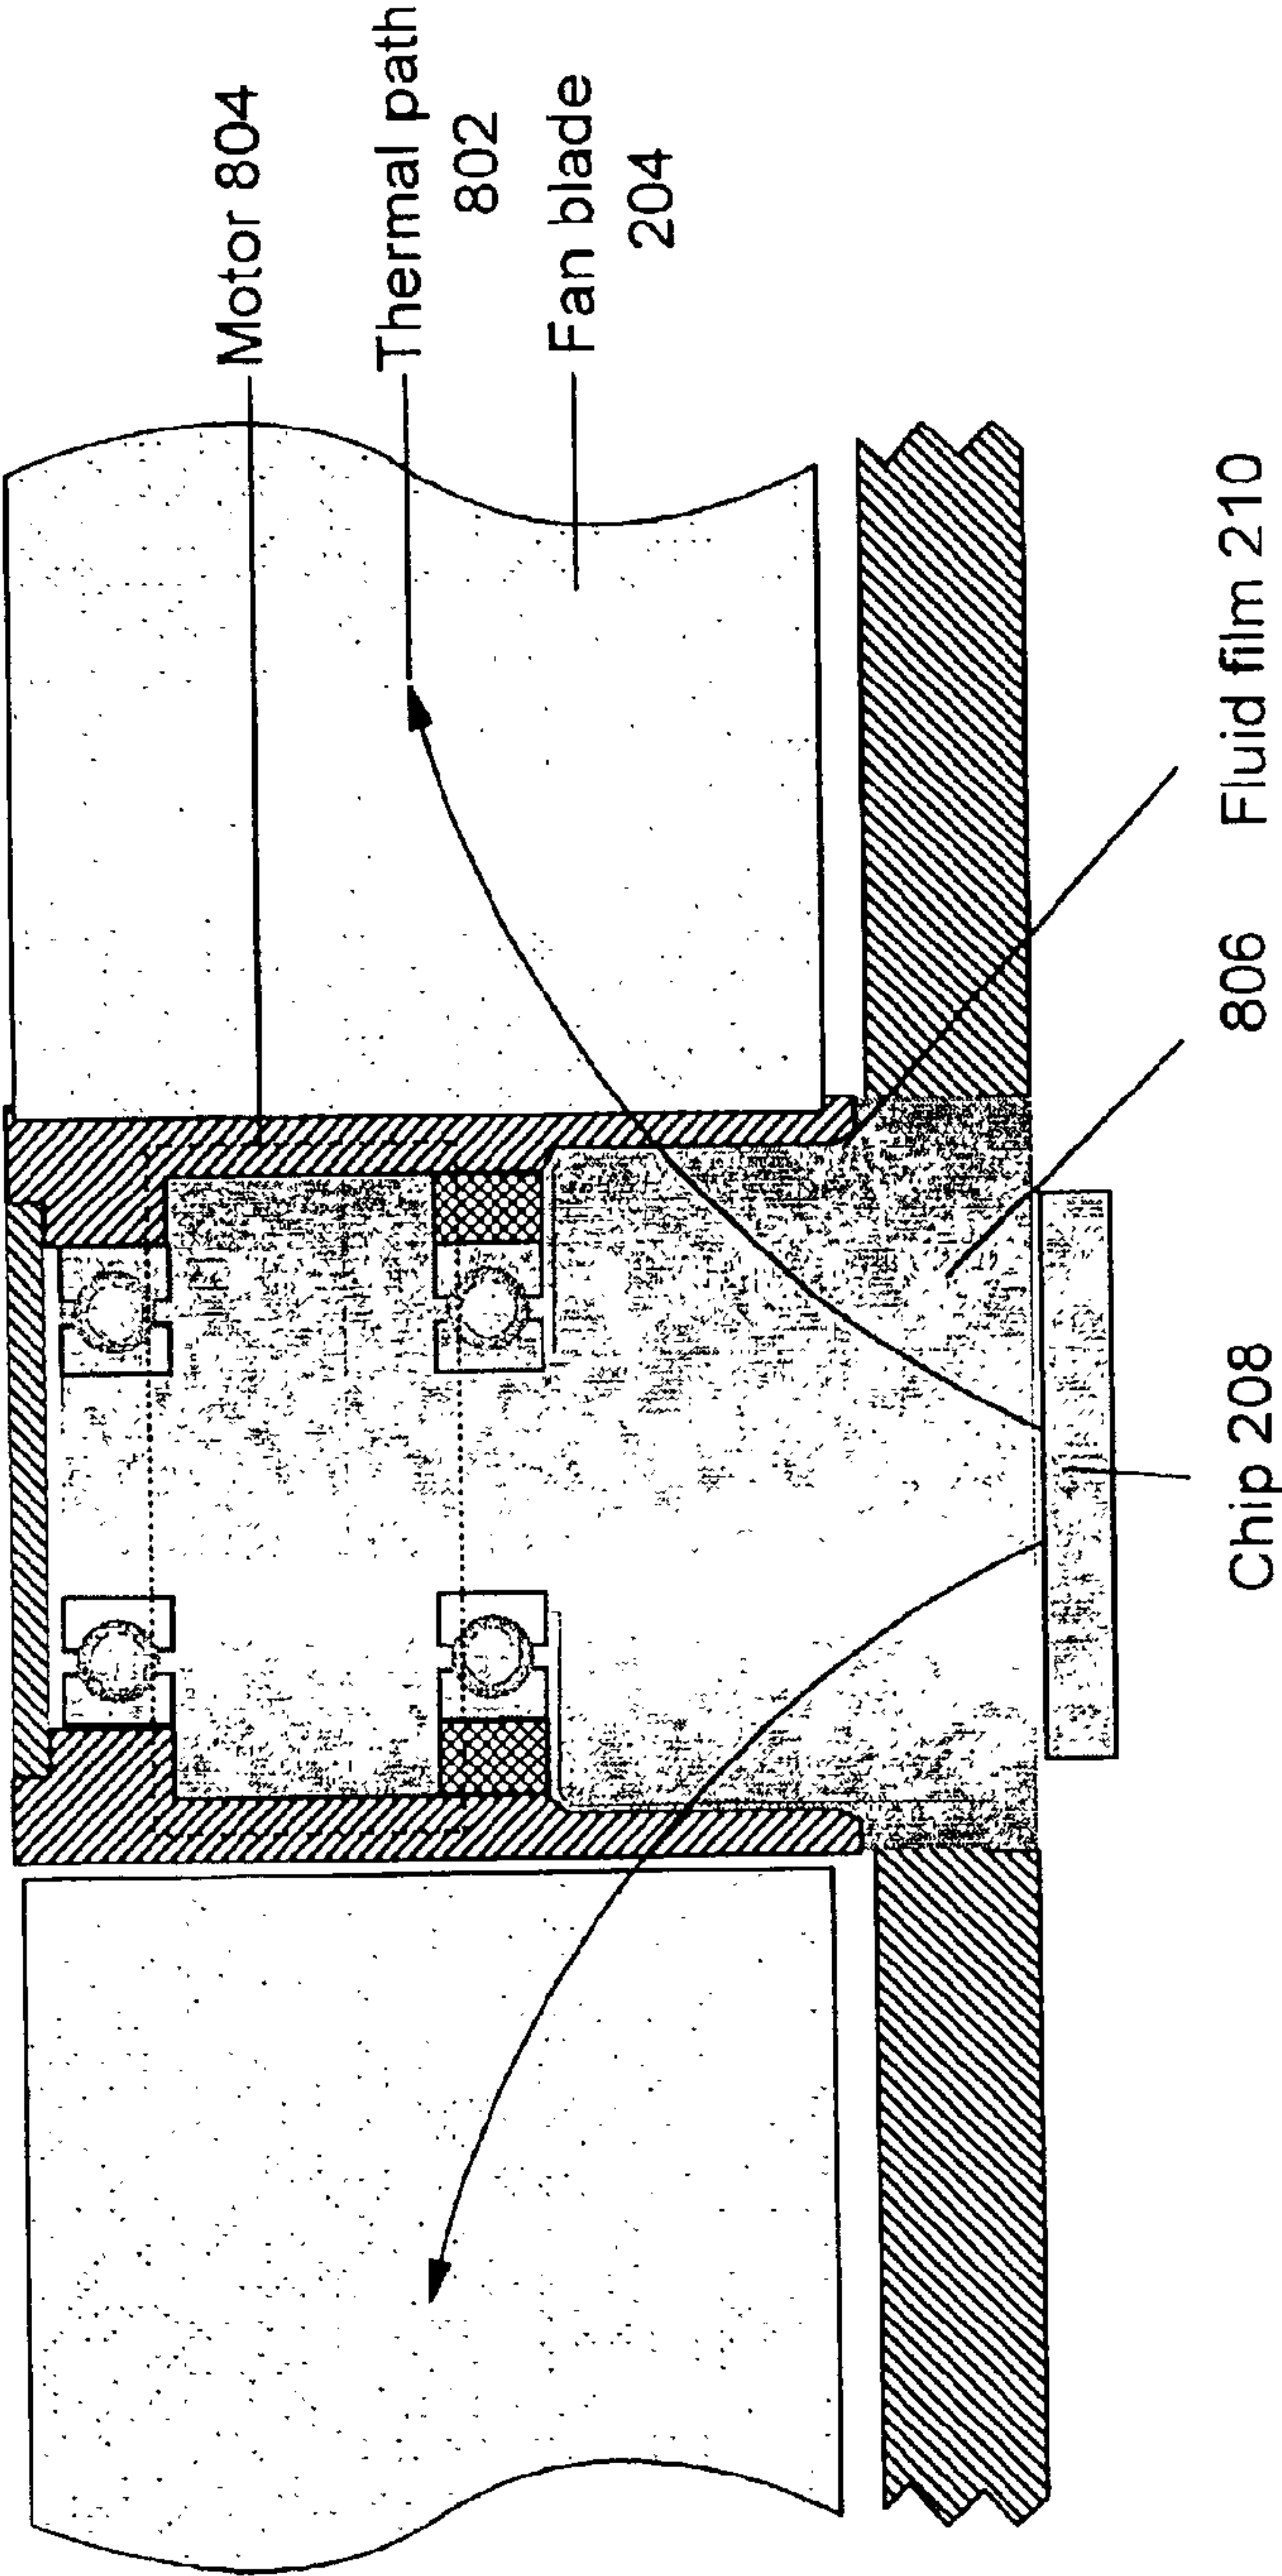 Motor 804
Thermal path
802
Fan blade
204
Fluid film 210
806
Chip 208